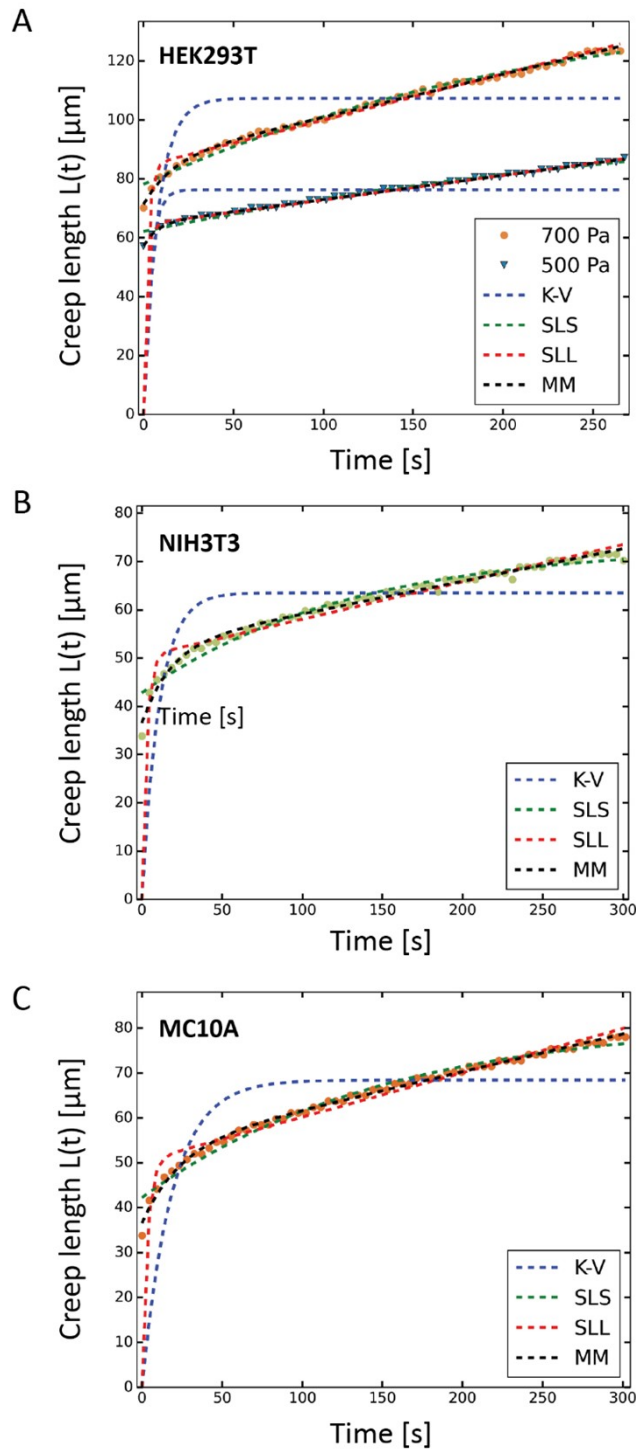 A
HEK293T
Creep length L(t) [µm]
120
100
80
60
40
20
0
700 Pa
500 Pa
K-V
SLS
SLL
MM
0 50 100 150 200 250
Time [s]
B
NIH3T3
Creep length L(t) [µm]
80
70
60
50
40
30
20
10
0
Time [s]
K-V
SLS
SLL
MM
0 50 100 150 200 250 300
Time [s]
C
MC10A
Creep length L(t) [µm]
80
70
60
50
40
30
20
10
0
K-V
SLS
SLL
MM
0 50 100 150 200 250 300
Time [s]